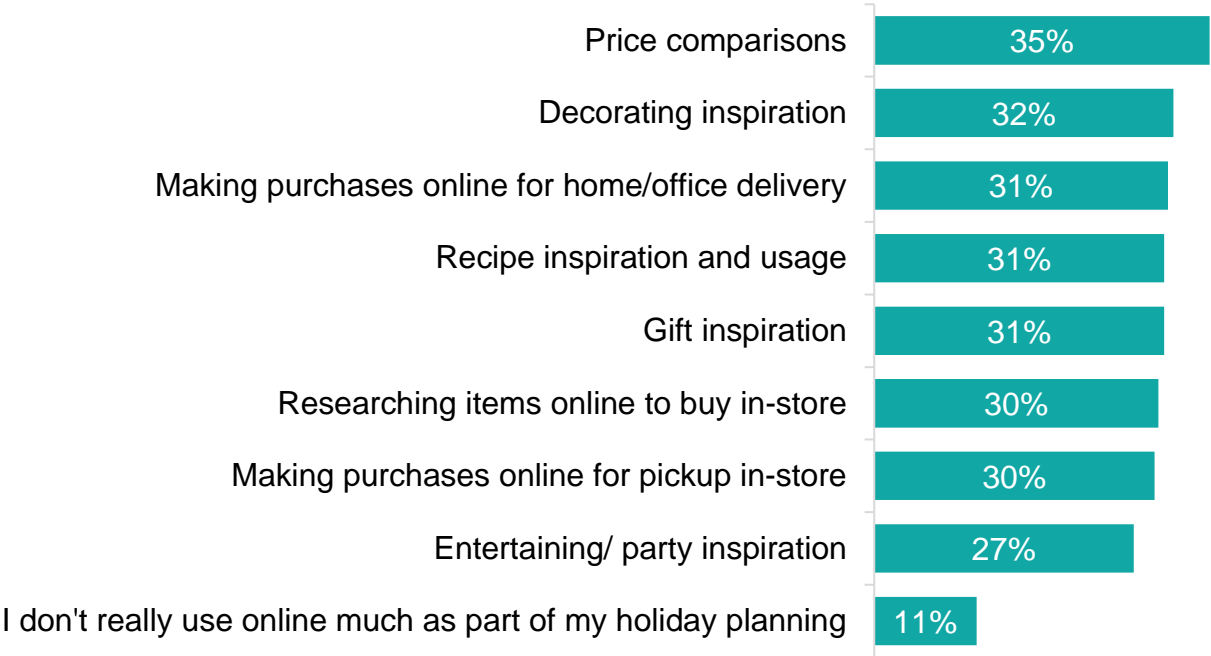 Price comparisons 35%
Decorating inspiration 32%
Making purchases online for home/office delivery 31%
Recipe inspiration and usage 31%
Gift inspiration 31%
Researching items online to buy in-store 30%
Making purchases online for pickup in-store 30%
Entertaining/ party inspiration 27%
I don't really use online much as part of my holiday planning 11%